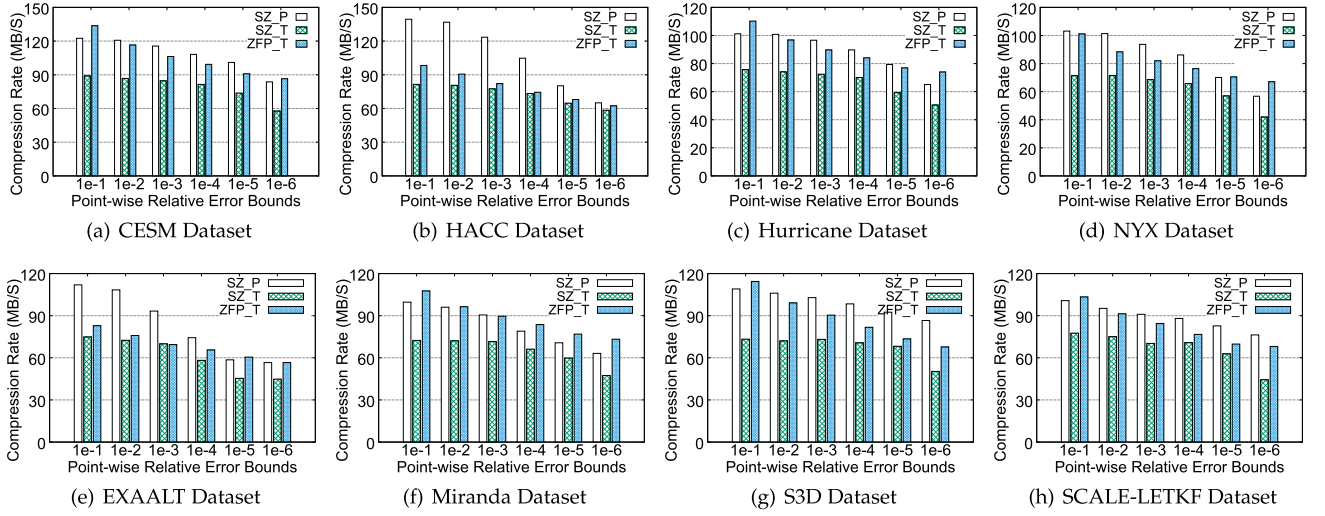 Compression Rate (MB/S)
150
120
90
60
30
0
SZ_P
SZ_T
ZFP_T
1e-1 1e-2 1e-3 1e-4 1e-5 1e-6
Point-wise Relative Error Bounds
(a) CESM Dataset
Compression Rate (MB/S)
150
120
90
60
30
0
SZ_P
SZ_T
ZFP_T
1e-1 1e-2 1e-3 1e-4 1e-5 1e-6
Point-wise Relative Error Bounds
(b) HACC Dataset
Compression Rate (MB/S)
120
100
80
60
40
20
0
SZ_P
SZ_T
ZFP_T
1e-1 1e-2 1e-3 1e-4 1e-5 1e-6
Point-wise Relative Error Bounds
(c) Hurricane Dataset
Compression Rate (MB/S)
120
100
80
60
40
20
0
SZ_P
SZ_T
ZFP_T
1e-1 1e-2 1e-3 1e-4 1e-5 1e-6
Point-wise Relative Error Bounds
(d) NYX Dataset
Compression Rate (MB/S)
120
90
60
30
0
SZ_P
SZ_T
ZFP_T
1e-1 1e-2 1e-3 1e-4 1e-5 1e-6
Point-wise Relative Error Bounds
(e) EXAALT Dataset
Compression Rate (MB/S)
120
90
60
30
0
SZ_P
SZ_T
ZFP_T
1e-1 1e-2 1e-3 1e-4 1e-5 1e-6
Point-wise Relative Error Bounds
(f) Miranda Dataset
Compression Rate (MB/S)
120
90
60
30
0
SZ_P
SZ_T
ZFP_T
1e-1 1e-2 1e-3 1e-4 1e-5 1e-6
Point-wise Relative Error Bounds
(g) S3D Dataset
Compression Rate (MB/S)
120
90
60
30
0
SZ_P
SZ_T
ZFP_T
1e-1 1e-2 1e-3 1e-4 1e-5 1e-6
Point-wise Relative Error Bounds
(h) SCALE-LETKF Dataset